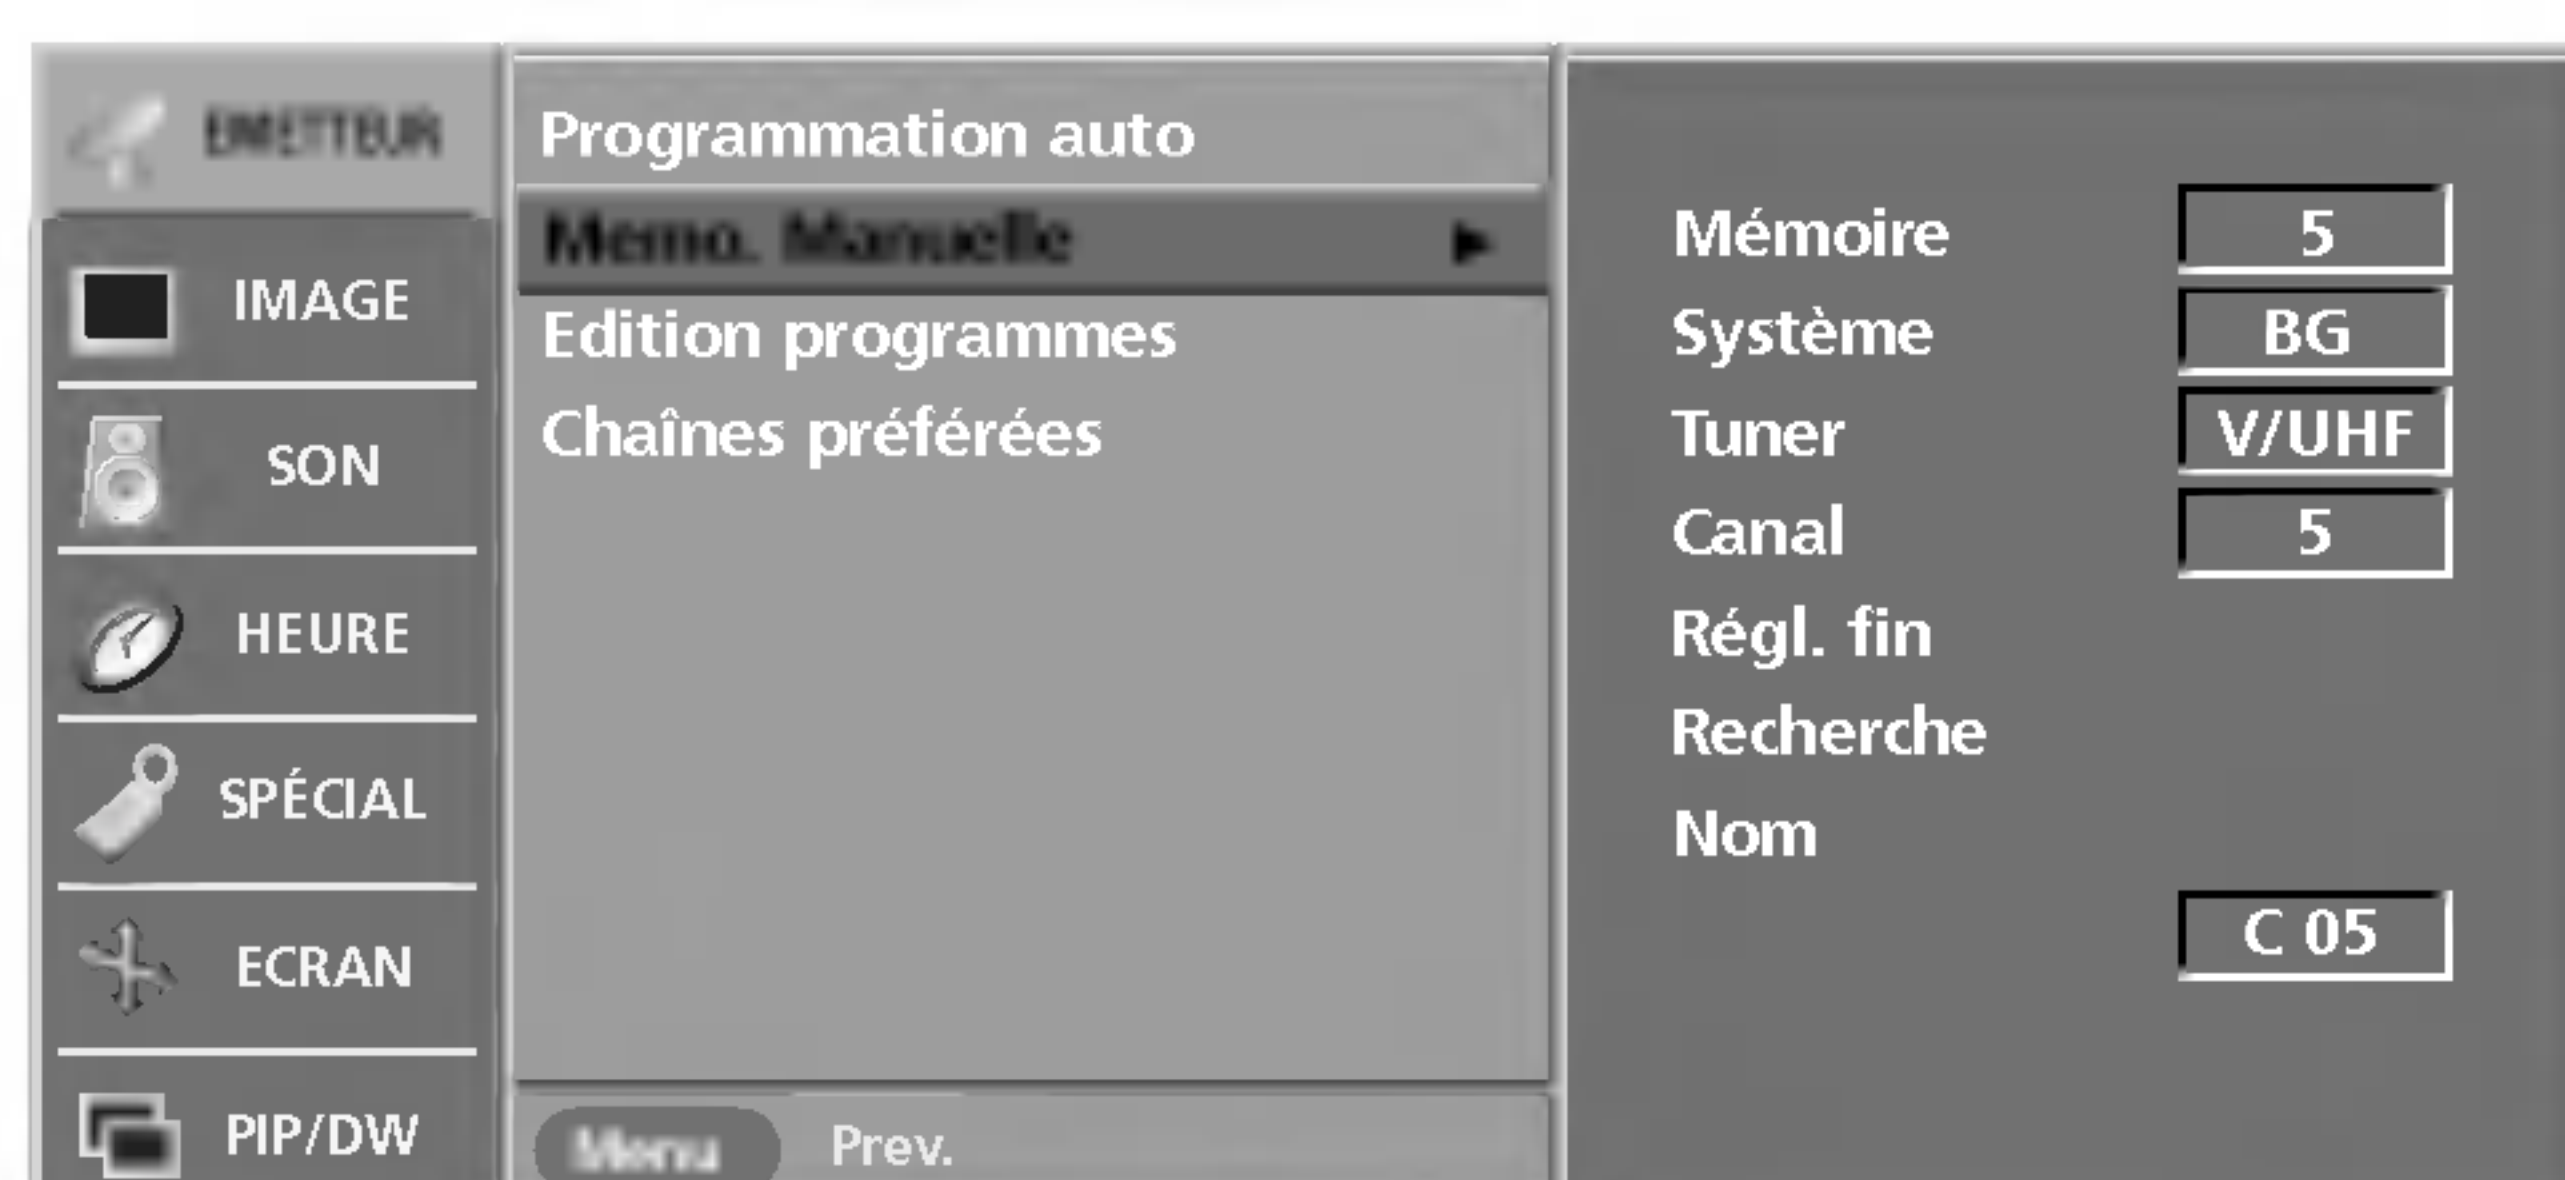 EMETTEUR
IMAGE
SON
HEURE
SPÉCIAL
ECRAN
PIP/DW
Programmation auto
Memo. Manuelle
Edition programmes
Chaînes préférées
Menu Prev.
Mémoire 5
Système BG
Tuner V/UHF
Canal 5
Régl. fin
Recherche
Nom
C 05